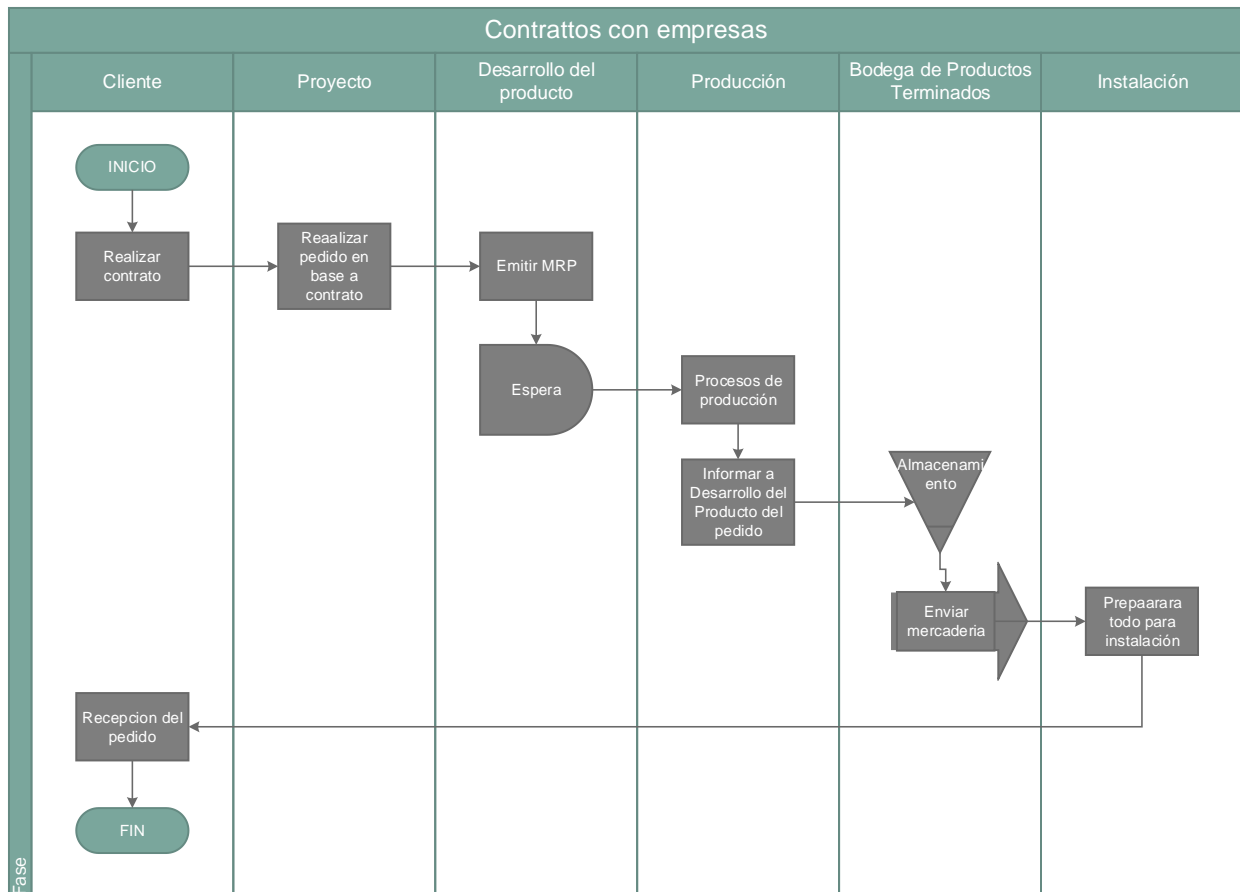 Contrattos con empresas
Cliente
Proyecto
Desarrollo del
producto
Producción
Bodega de Productos
Terminados
Instalación
INICIO
Realizar
contrato
Reaalizar
pedido en
base a
contrato
Emitir MRP
Espera
Procesos de
producción
Informar a
Desarrollo del
Producto del
pedido
Almacenami
ento
Enviar
mercaderia
Prepaarara
todo para
instalación
Recepcion del
pedido
FIN
Fase